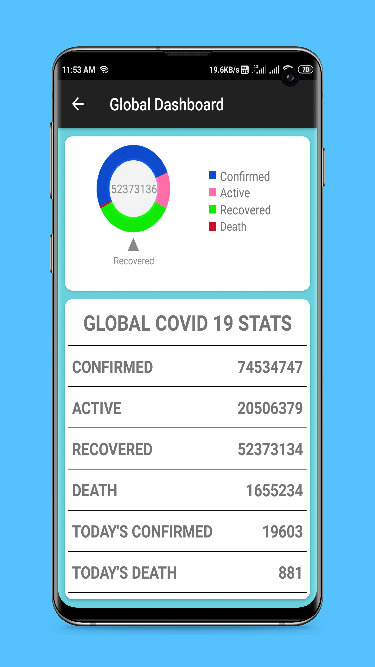 11:53 AM 19.6KB/s 70
Global Dashboard
52373136
Confirmed
Active
Recovered
Death
Recovered
GLOBAL COVID 19 STATS
CONFIRMED 74534747
ACTIVE 20506379
RECOVERED 52373134
DEATH 1655234
TODAY'S CONFIRMED 19603
TODAY'S DEATH 881